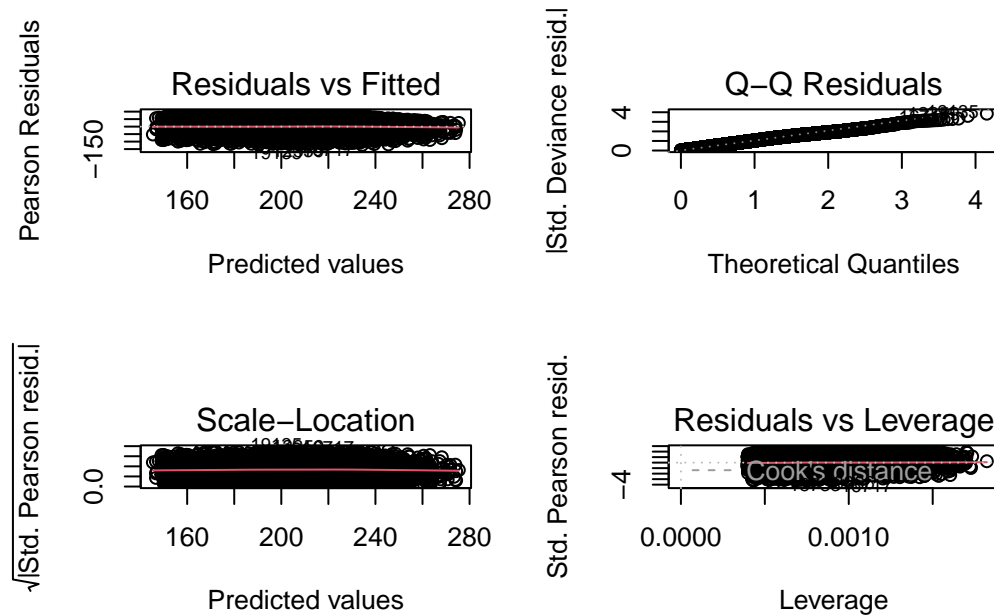 Residuals vs Fitted
Pearson Residuals
−150
160 200 240 280
Predicted values
Q−Q Residuals
|Std. Deviance resid.|
0 4
0 1 2 3 4
Theoretical Quantiles
Scale−Location
√|Std. Pearson resid.|
0.0
160 200 240 280
Predicted values
Residuals vs Leverage
Std. Pearson resid.
−4
Cook's distance
0.0000 0.0010
Leverage